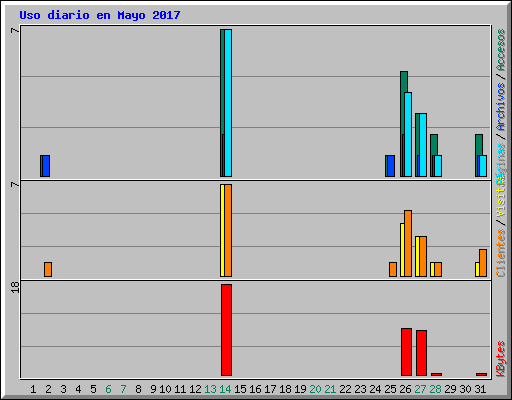 Uso diario en Mayo 2017
7
7
18
Accesos
/
Archivos
/
Clientes
/
KBytes
1 2 3 4 5 6 7 8 9 10 11 12 13 14 15 16 17 18 19 20 21 22 23 24 25 26 27 28 29 30 31